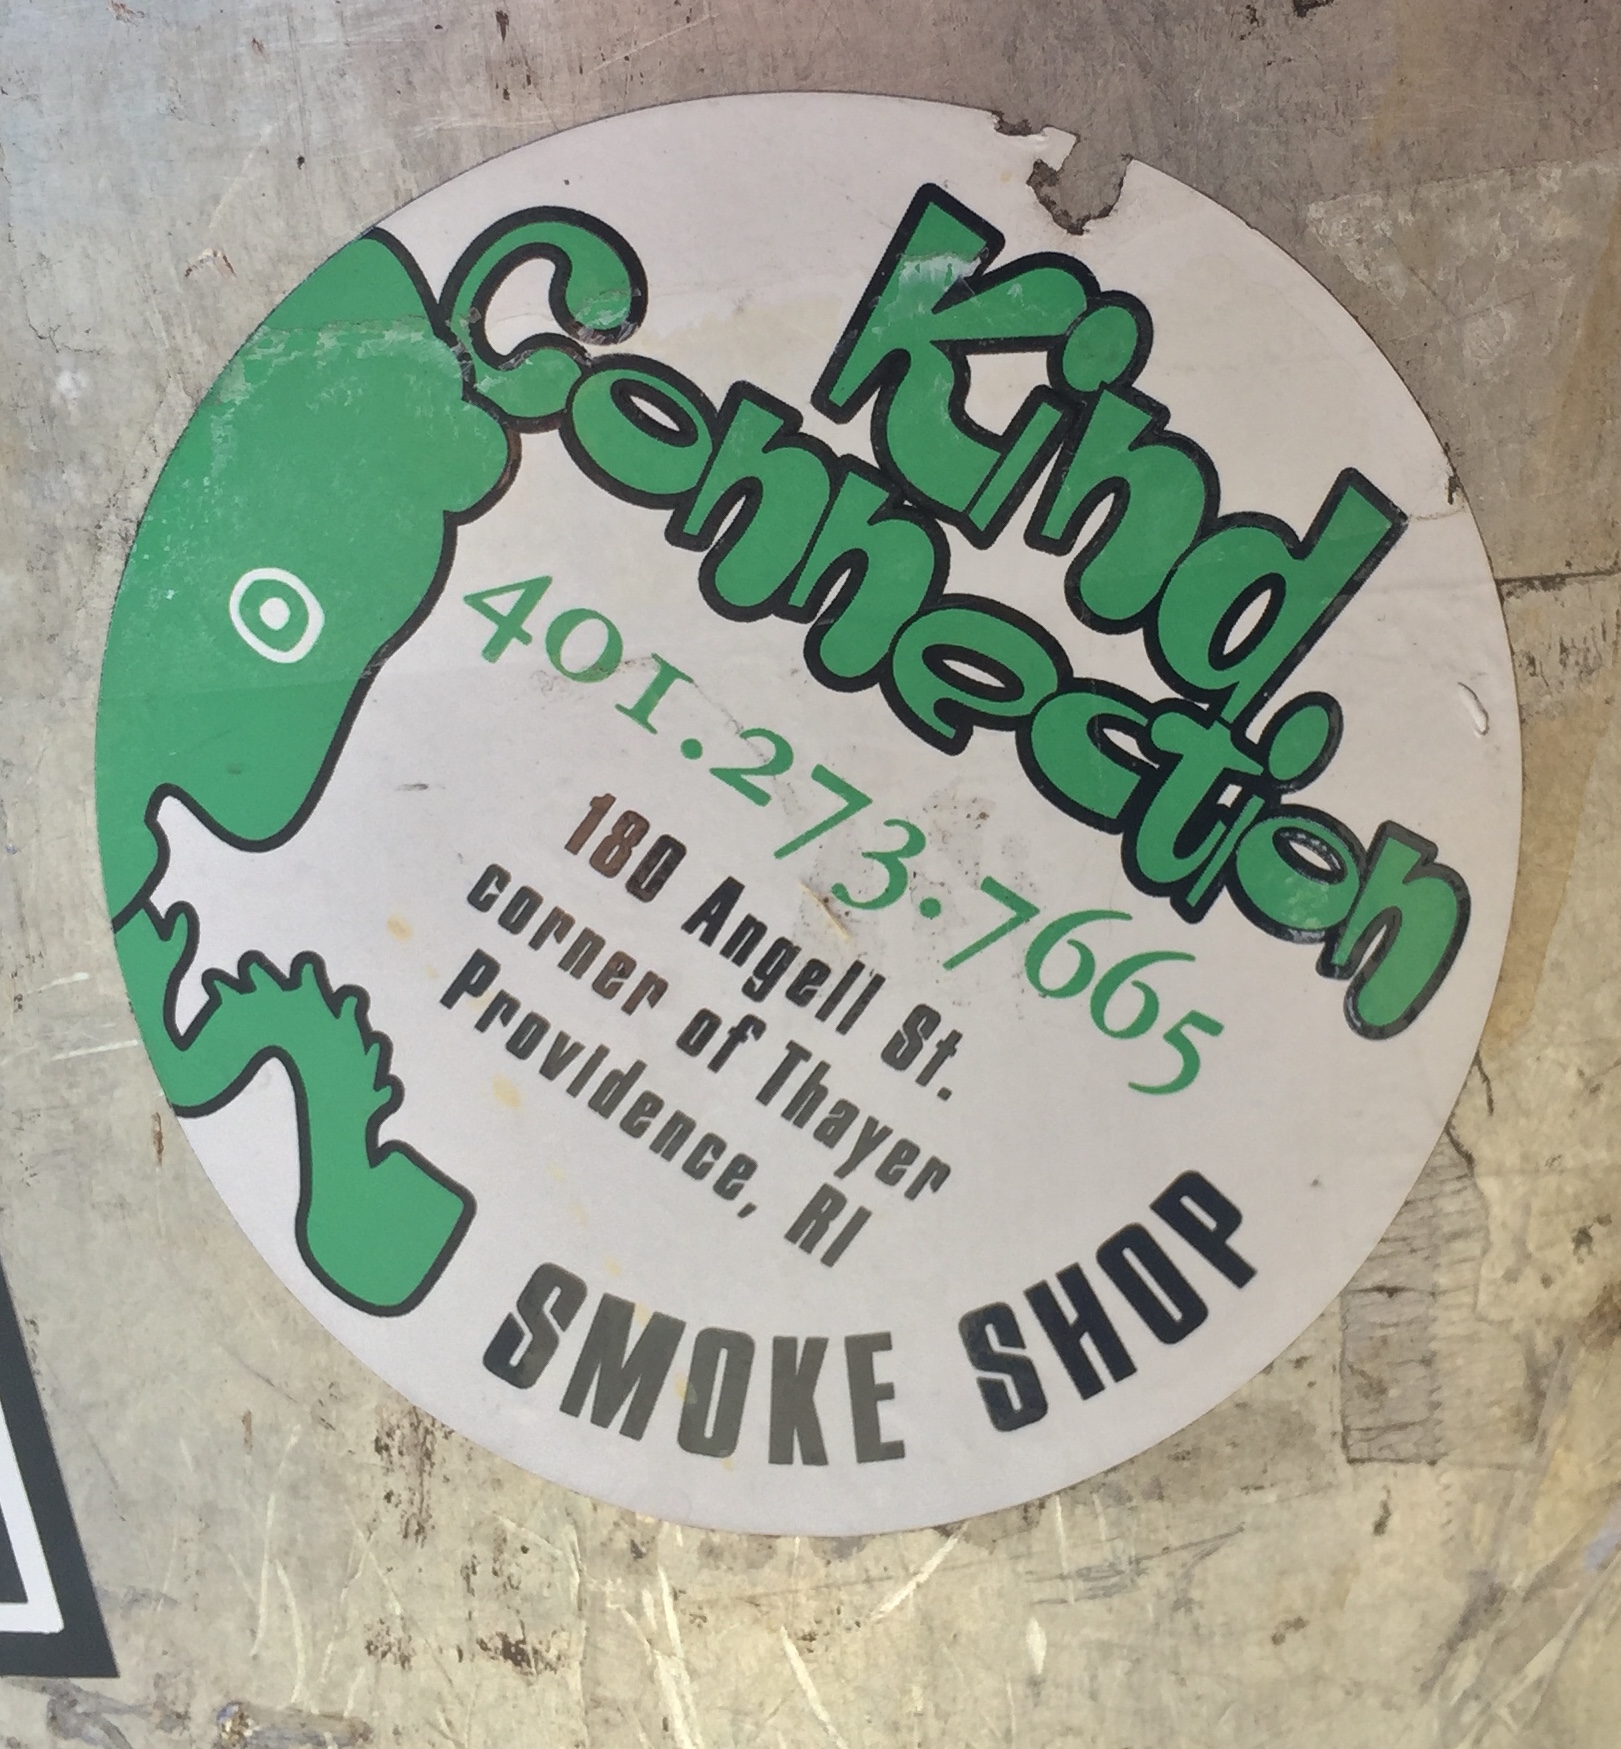 Kind
Connection
401.273.7665
180 Angell St.
corner of Thayer
Providence, RI
SMOKE SHOP